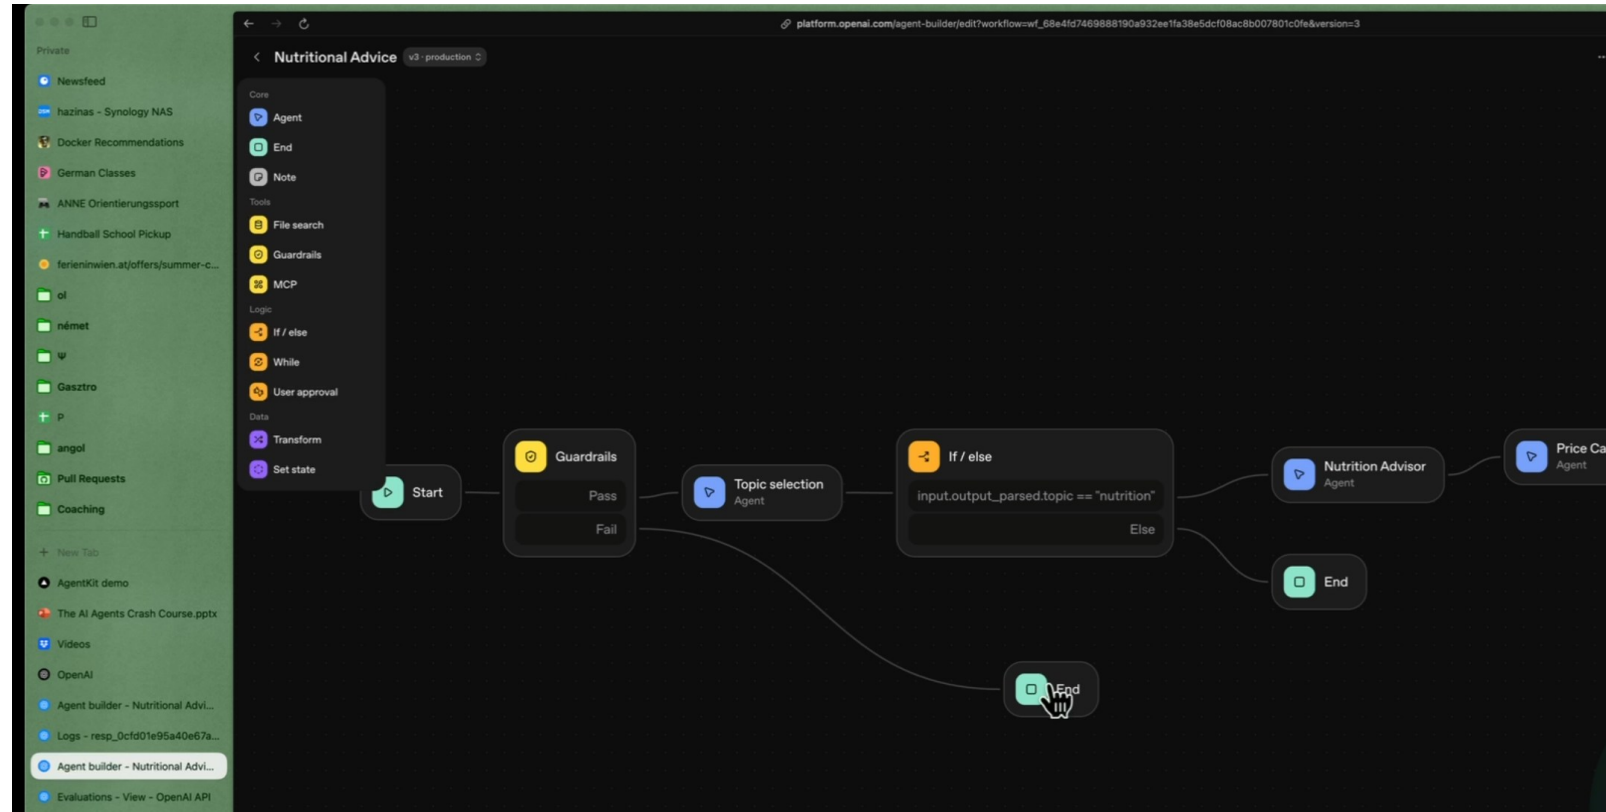 platform.openai.com/agent-builder/edit?workflow=wf_68e4fd7469888190a932ee1fa38e5dcf08ac8b007801c0fe&version=3
Private
Newsfeed
hazinas - Synology NAS
Docker Recommendations
German Classes
ANNE Orientierungssport
Handball School Pickup
ferieninwien.at/offers/summer-c...
ol
német
Ψ
Gasztro
P
angol
Pull Requests
Coaching
+ New Tab
AgentKit demo
The AI Agents Crash Course.pptx
Videos
OpenAI
Agent builder - Nutritional Advi...
Logs - resp_0cfd01e95a40e67a...
Agent builder - Nutritional Advi...
Evaluations - View - OpenAI API
Nutritional Advice
v3 · production
Core
Agent
End
Note
Tools
File search
Guardrails
MCP
Logic
If / else
While
User approval
Data
Transform
Set state
Start
Guardrails
Pass
Fail
Topic selection
Agent
If / else
input.output_parsed.topic == "nutrition"
Else
Nutrition Advisor
Agent
Price Ca
Agent
End
End